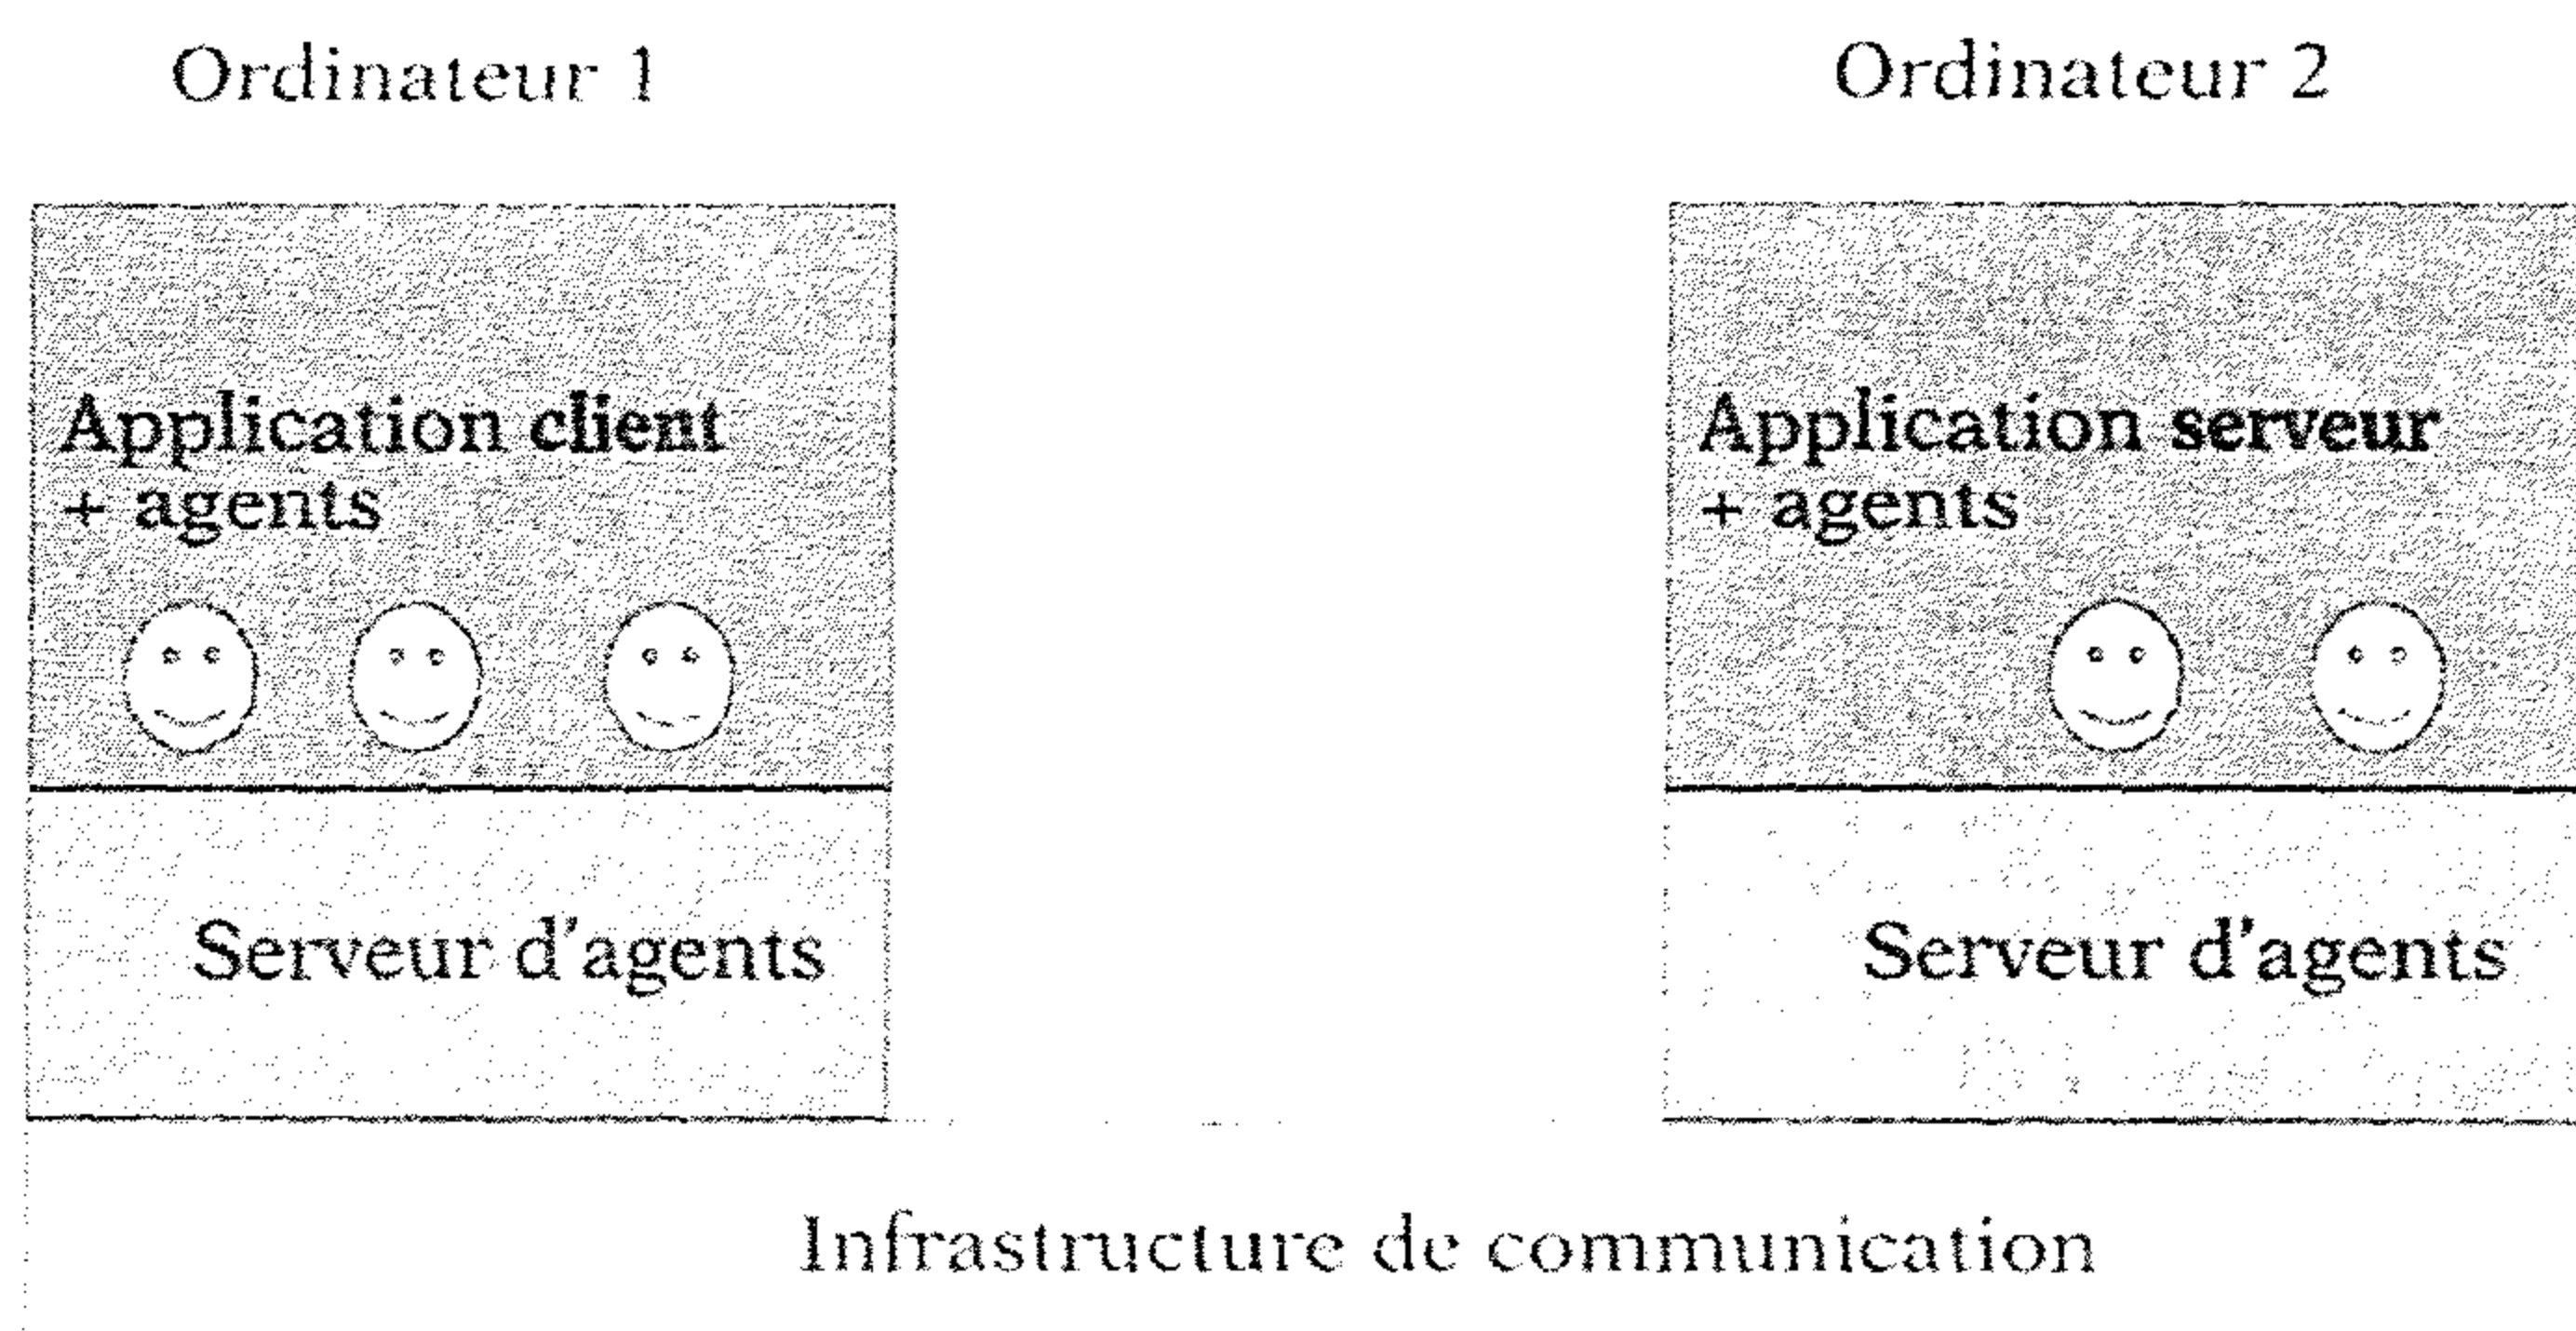 Ordinateur 1
Ordinateur 2
Application client
+ agents
Application serveur
+ agents
Serveur d'agents
Serveur d'agents
Infrastructure de communication